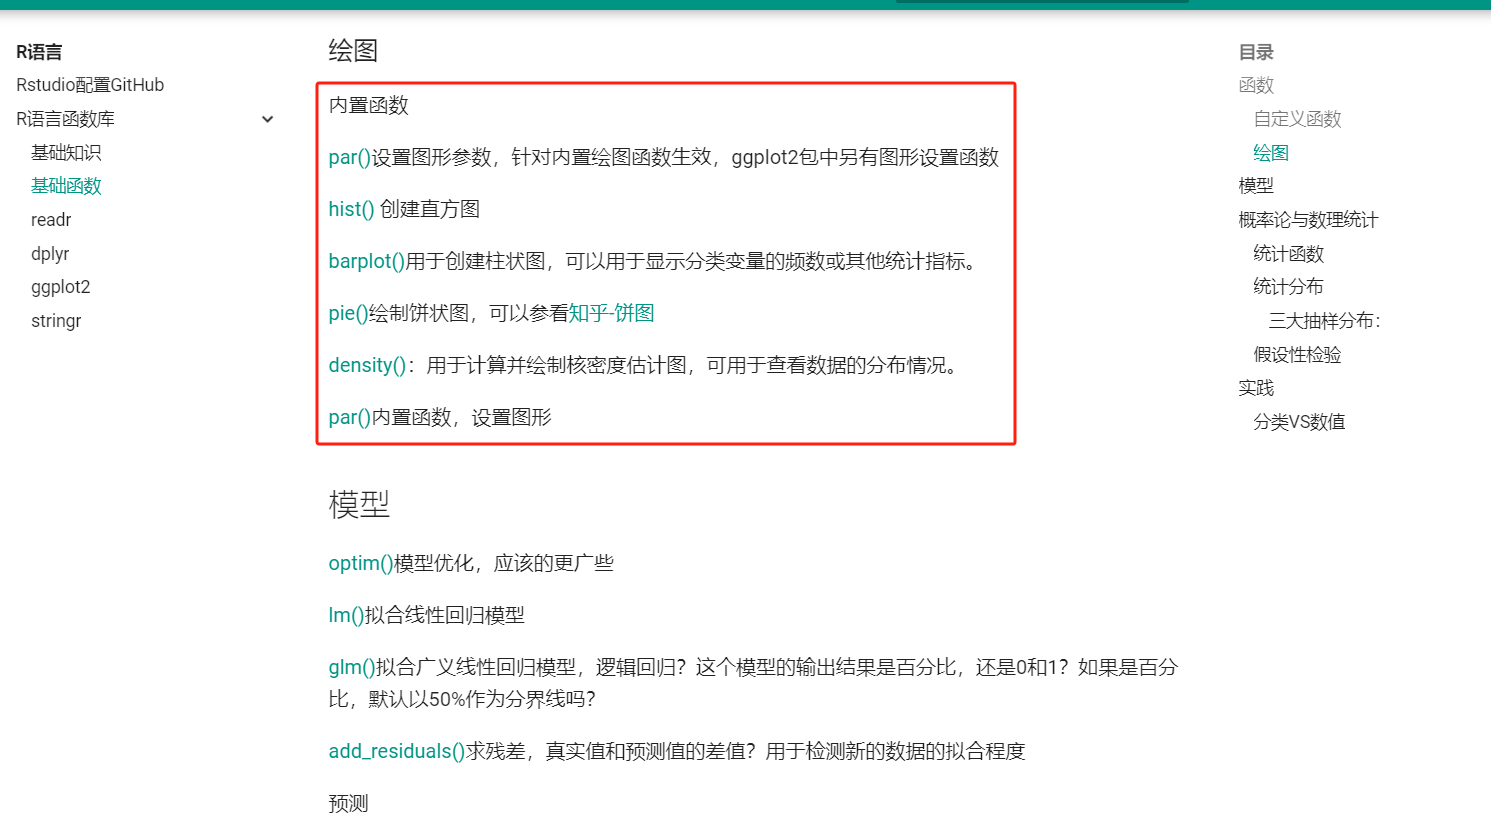 R语言
Rstudio配置GitHub
R语言函数库
基础知识
基础函数
readr
dplyr
ggplot2
stringr
绘图
内置函数
par()设置图形参数，针对内置绘图函数生效，ggplot2包中另有图形设置函数
hist() 创建直方图
barplot()用于创建柱状图，可以用于显示分类变量的频数或其他统计指标。
pie()绘制饼状图，可以参看知乎-饼图
density()：用于计算并绘制核密度估计图，可用于查看数据的分布情况。
par()内置函数，设置图形
模型
optim()模型优化，应该的更广些
lm()拟合线性回归模型
glm()拟合广义线性回归模型，逻辑回归？这个模型的输出结果是百分比，还是0和1？如果是百分
比，默认以50%作为分界线吗？
add_residuals()求残差，真实值和预测值的差值？用于检测新的数据的拟合程度
预测
目录
函数
自定义函数
绘图
模型
概率论与数理统计
统计函数
统计分布
三大抽样分布：
假设性检验
实践
分类VS数值